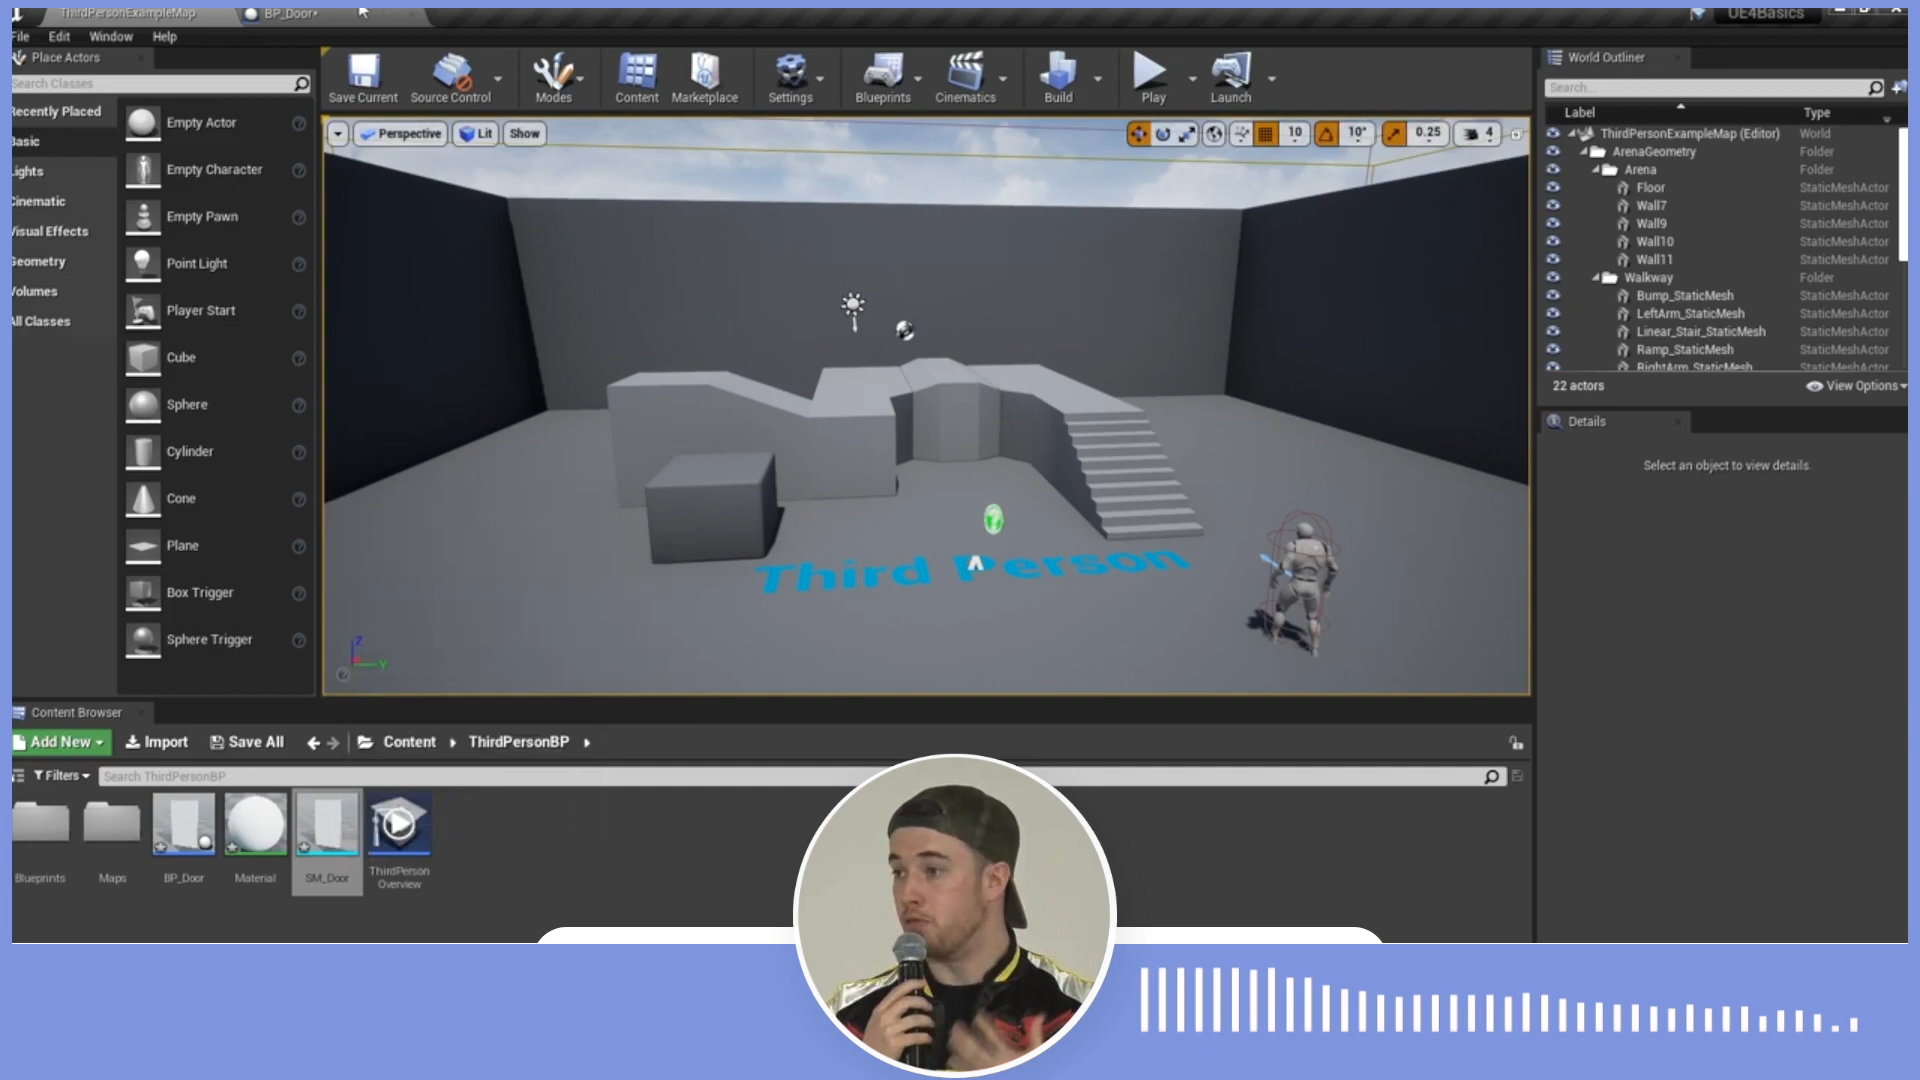 ThirdPersonExampleMap
BP_Door*
UE4Basics
File
Edit
Window
Help
Place Actors
Search Classes
Recently Placed
Basic
Lights
Cinematic
Visual Effects
Geometry
Volumes
All Classes
Empty Actor
Empty Character
Empty Pawn
Point Light
Player Start
Cube
Sphere
Cylinder
Cone
Plane
Box Trigger
Sphere Trigger
Save Current
Source Control
Modes
Content
Marketplace
Settings
Blueprints
Cinematics
Build
Play
Launch
Perspective
Lit
Show
10
10°
0.25
4
Third Person
Z
Y
World Outliner
Search...
Label
Type
ThirdPersonExampleMap (Editor) World
ArenaGeometry Folder
Arena Folder
Floor StaticMeshActor
Wall7 StaticMeshActor
Wall9 StaticMeshActor
Wall10 StaticMeshActor
Wall11 StaticMeshActor
Walkway Folder
Bump_StaticMesh StaticMeshActor
LeftArm_StaticMesh StaticMeshActor
Linear_Stair_StaticMesh StaticMeshActor
Ramp_StaticMesh StaticMeshActor
RightArm_StaticMesh StaticMeshActor
22 actors
View Options
Details
Select an object to view details.
Content Browser
Add New
Import
Save All
Content
ThirdPersonBP
Filters
Search ThirdPersonBP
Blueprints
Maps
BP_Door
Material
SM_Door
ThirdPerson
Overview